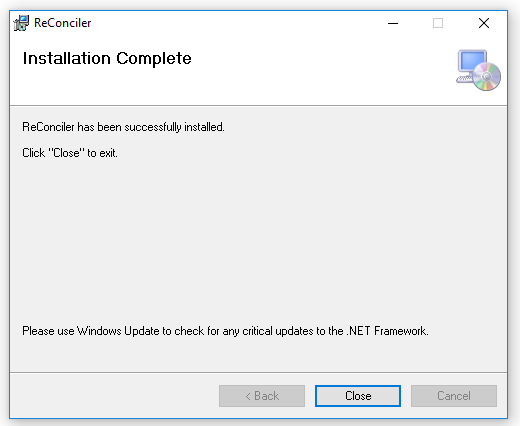 ReConciler
Installation Complete
ReConciler has been successfully installed.
Click "Close" to exit.
Please use Windows Update to check for any critical updates to the .NET Framework.
< Back
Close
Cancel